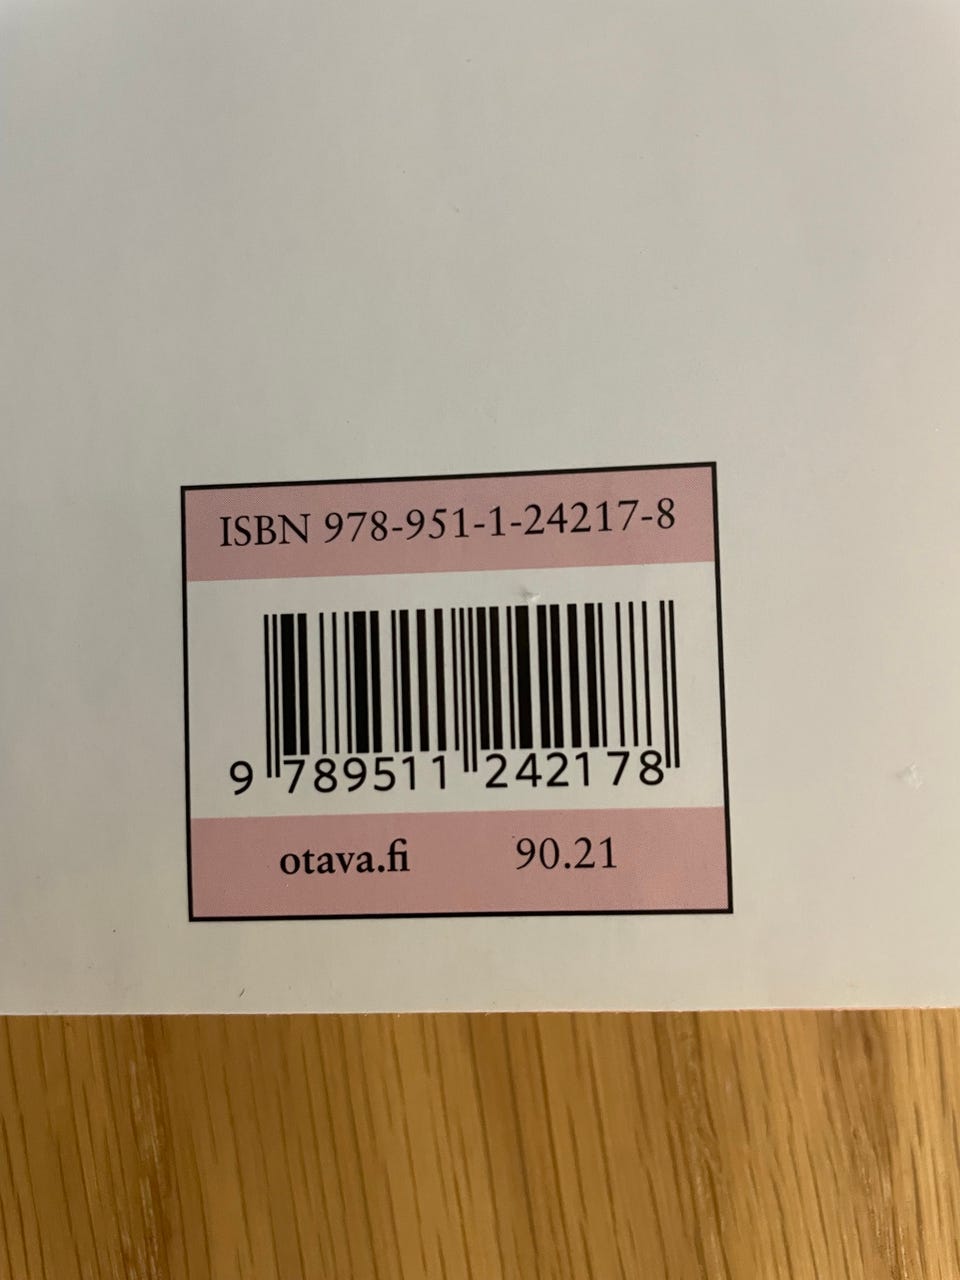 ISBN 978-951-1-24217-8
9 789511 242178
otava.fi 90.21